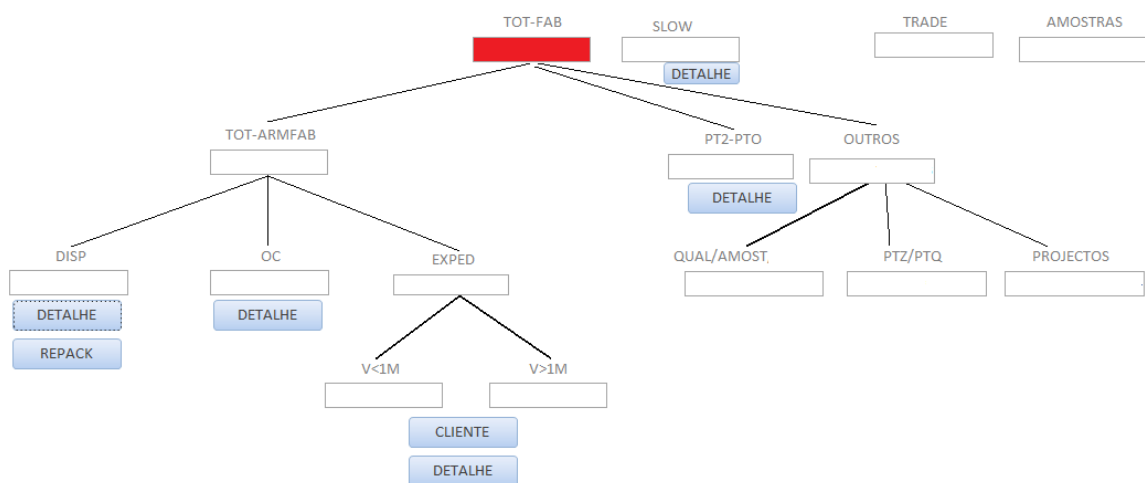 TOT-FAB
SLOW
TRADE
AMOSTRAS
DETALHE
TOT-ARMFAB
PT2-PTO
OUTROS
DETALHE
DISP
OC
EXPED
QUAL/AMOST.
PTZ/PTQ
PROJECTOS
DETALHE
DETALHE
REPACK
V<1M
V>1M
CLIENTE
DETALHE